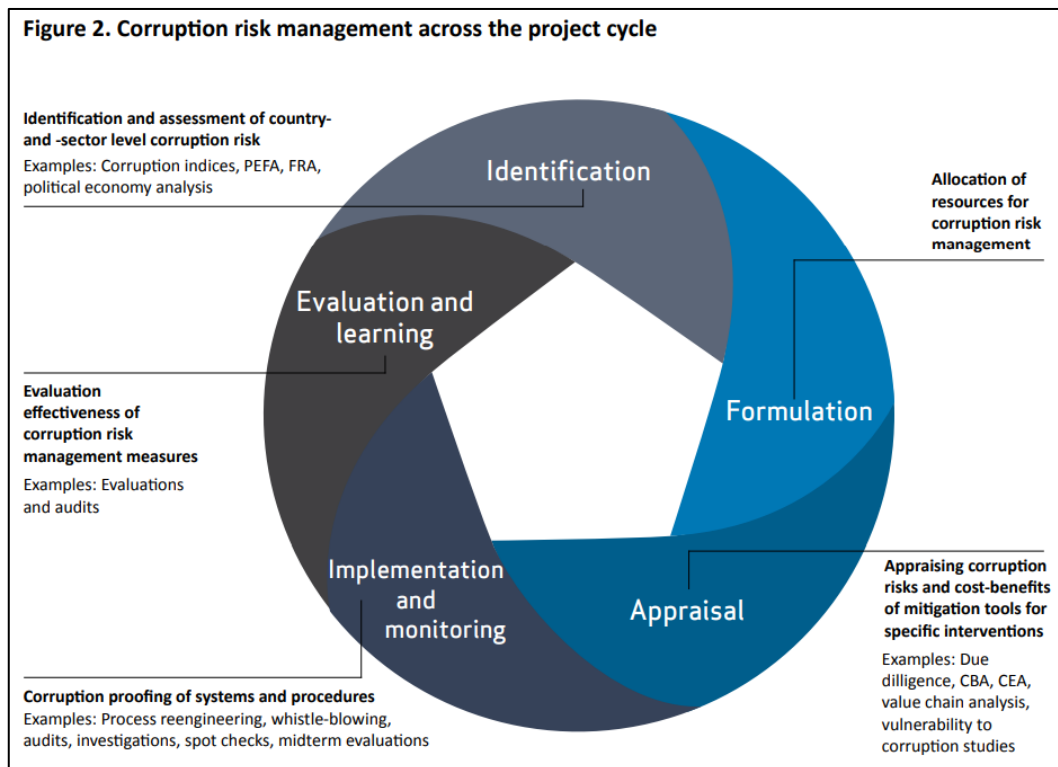 Figure 2. Corruption risk management across the project cycle
Identification and assessment of country-
and -sector level corruption risk
Examples: Corruption indices, PEFA, FRA,
political economy analysis
Identification
Allocation of
resources for
corruption risk
management
Evaluation and
learning
Formulation
Evaluation
effectiveness of
corruption risk
management measures
Examples: Evaluations
and audits
Implementation
and
monitoring
Appraisal
Appraising corruption
risks and cost-benefits
of mitigation tools for
specific interventions
Examples: Due
dilligence, CBA, CEA,
value chain analysis,
vulnerability to
corruption studies
Corruption proofing of systems and procedures
Examples: Process reengineering, whistle-blowing,
audits, investigations, spot checks, midterm evaluations